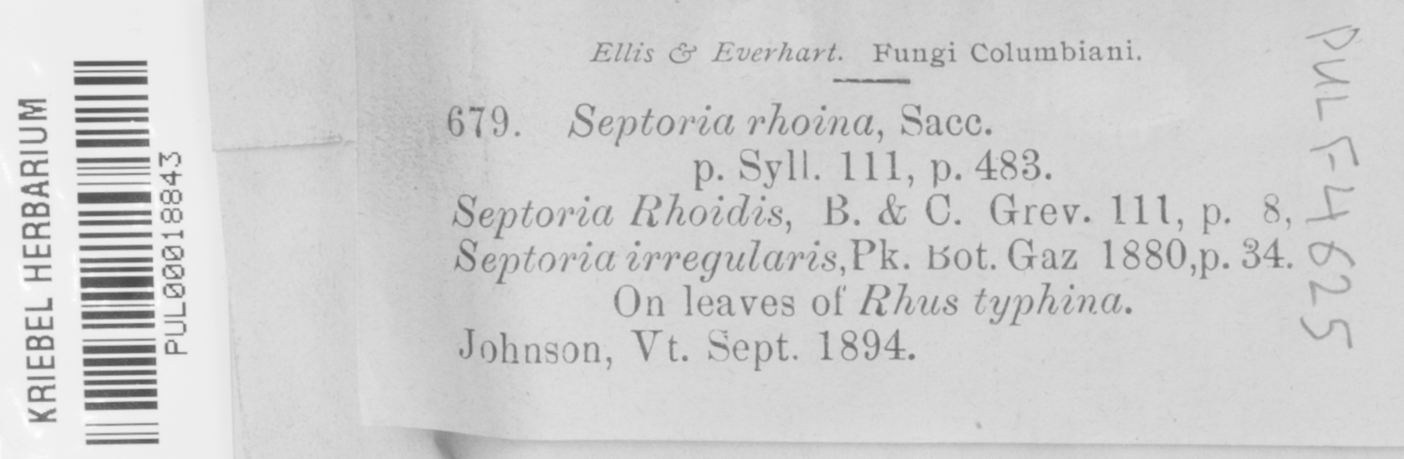 KRIEBEL HERBARIUM
PUL00018843
Ellis & Everhart. Fungi Columbiani.
679. Septoria rhoina, Sacc.
p. Syll. 111, p. 483.
Septoria Rhoidis, B. & C. Grev. 111, p. 8,
Septoria irregularis, Pk. Bot. Gaz 1880, p. 34.
On leaves of Rhus typhina.
Johnson, Vt. Sept. 1894.
PUL F4625